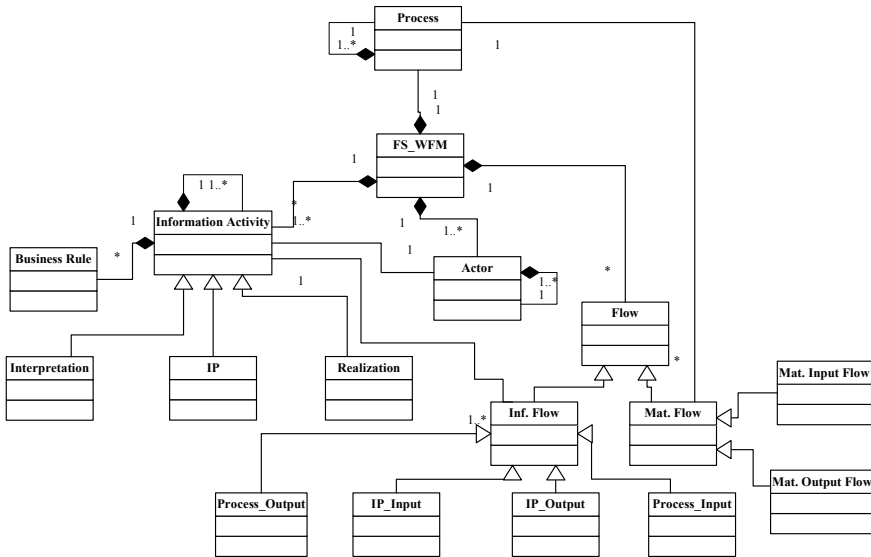 Process
1
1..*
1
1
1
FS_WFM
1
1
1 1..*
*
1..*
1
1..*
1
Information Activity
1
Business Rule
*
1
Actor
1..*
1
*
1
Flow
*
Interpretation
IP
Realization
Mat. Input Flow
1..*
Inf. Flow
Mat. Flow
Mat. Output Flow
Process_Output
IP_Input
IP_Output
Process_Input